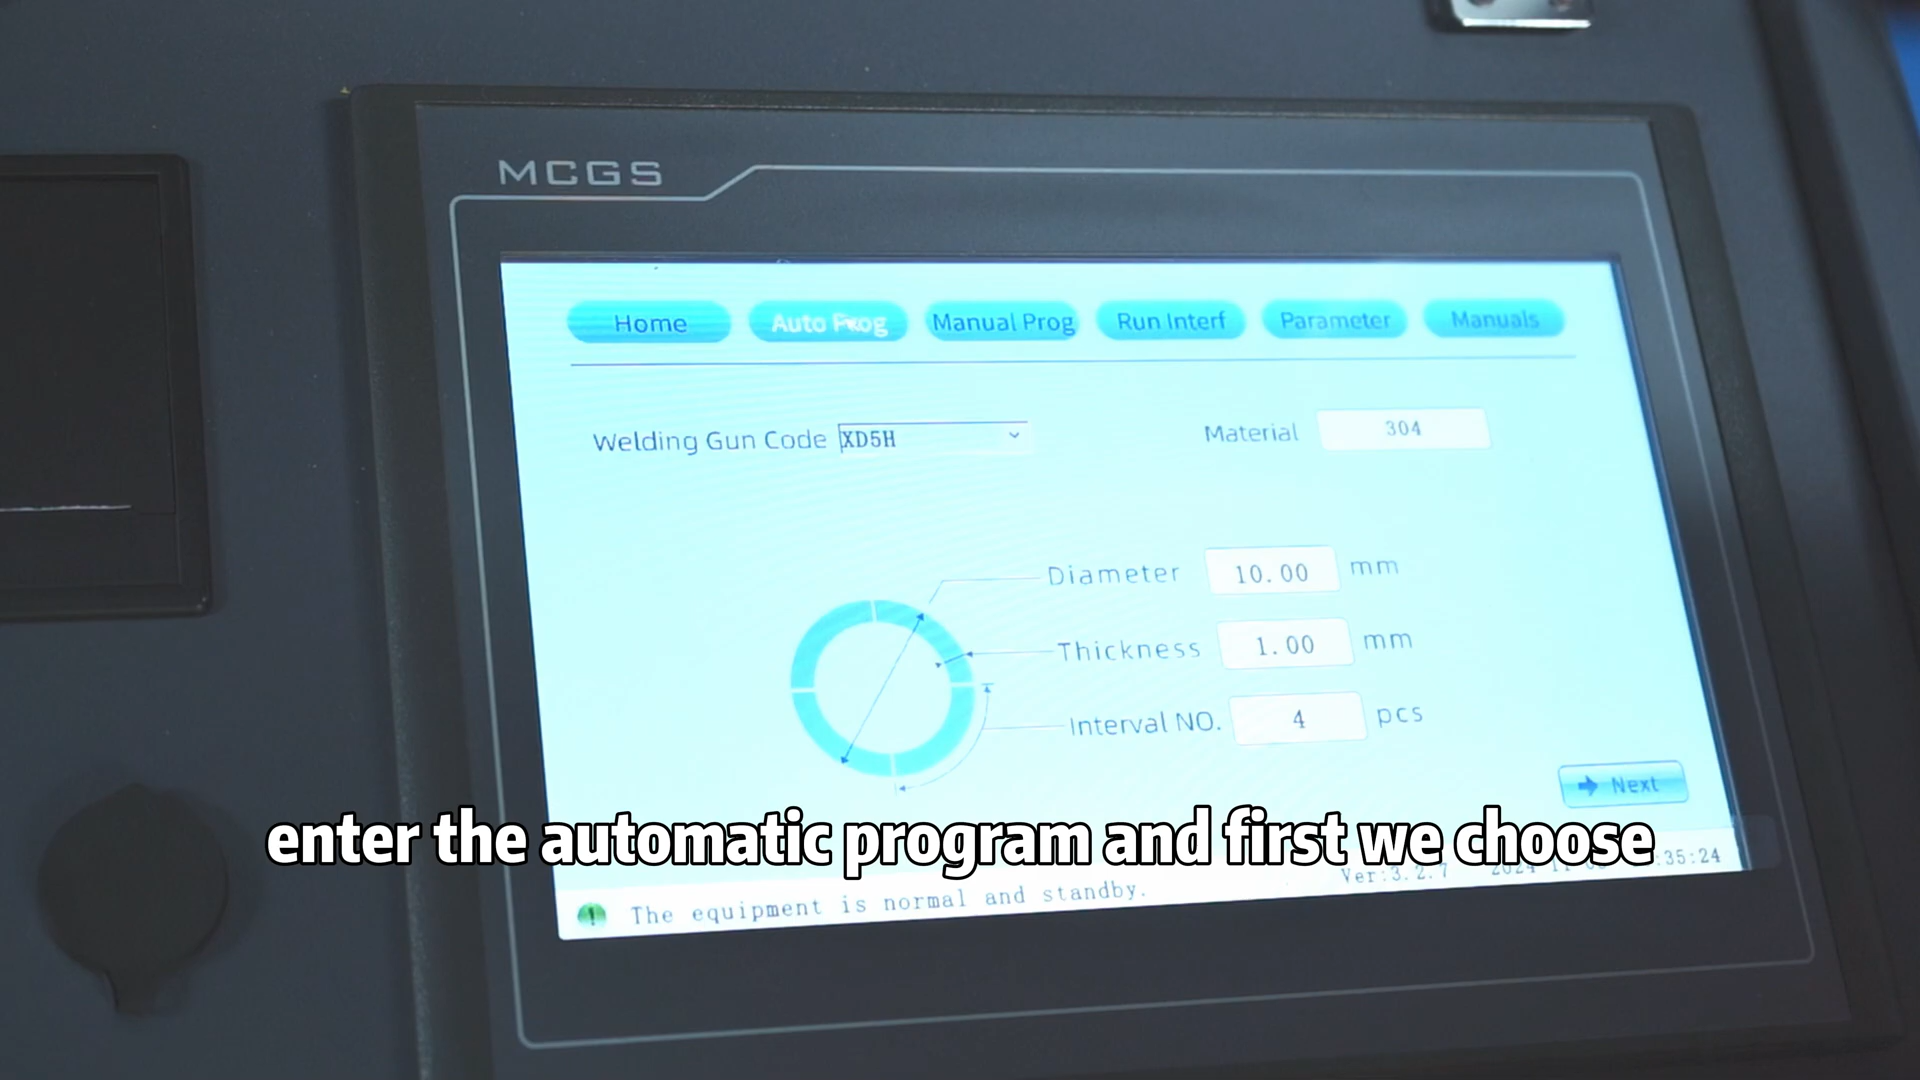 MCGS
Home Auto Prog Manual Prog Run Interf Parameter Manuals
Welding Gun Code XD5H Material 304
Diameter 10.00 mm
Thickness 1.00 mm
Interval NO. 4 pcs
Next
enter the automatic program and first we choose
Ver:3.2.7 :35:24
The equipment is normal and standby.